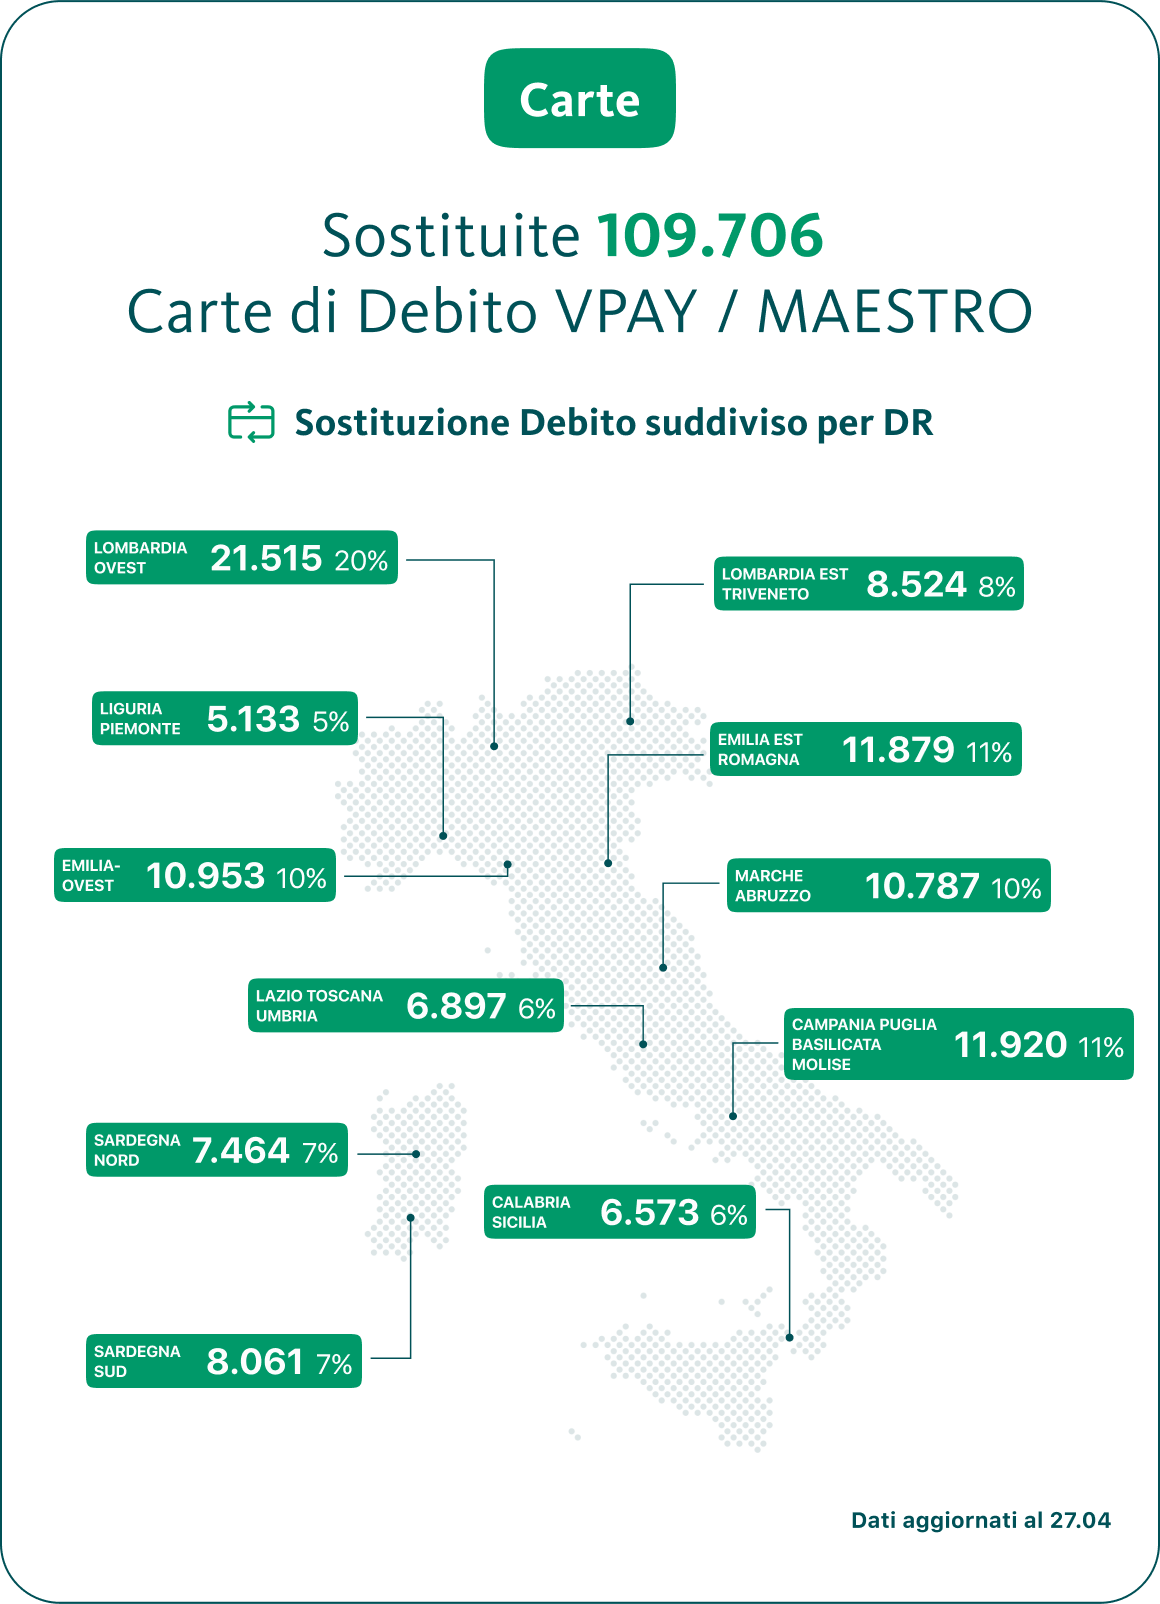 Carte
Sostituite 109.706
Carte di Debito VPAY / MAESTRO
Sostituzione Debito suddiviso per DR
LOMBARDIA
OVEST
21.515 20%
LOMBARDIA EST
TRIVENETO
8.524 8%
LIGURIA
PIEMONTE
5.133 5%
EMILIA EST
ROMAGNA
11.879 11%
EMILIA-
OVEST
10.953 10%
MARCHE
ABRUZZO
10.787 10%
LAZIO TOSCANA
UMBRIA
6.897 6%
CAMPANIA PUGLIA
BASILICATA
MOLISE
11.920 11%
SARDEGNA
NORD
7.464 7%
CALABRIA
SICILIA
6.573 6%
SARDEGNA
SUD
8.061 7%
Dati aggiornati al 27.04